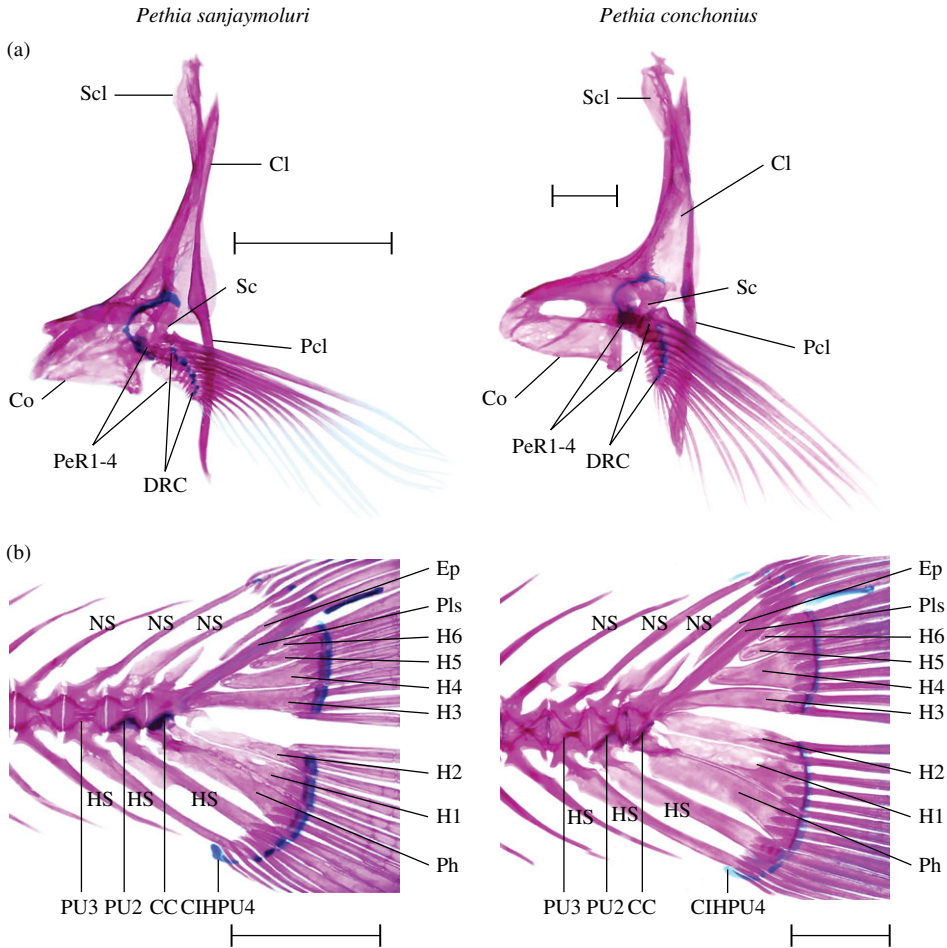 Pethia sanjaymoluri
Pethia conchonius
(a)
Scl
Cl
Sc
Pcl
Co
PeR1-4
DRC
Scl
Cl
Sc
Pcl
Co
PeR1-4
DRC
(b)
NS NS NS
Ep
Pls
H6
H5
H4
H3
H2
H1
Ph
HS HS HS
PU3 PU2 CC CIHPU4
NS NS NS
Ep
Pls
H6
H5
H4
H3
H2
H1
Ph
HS HS HS
PU3 PU2 CC CIHPU4